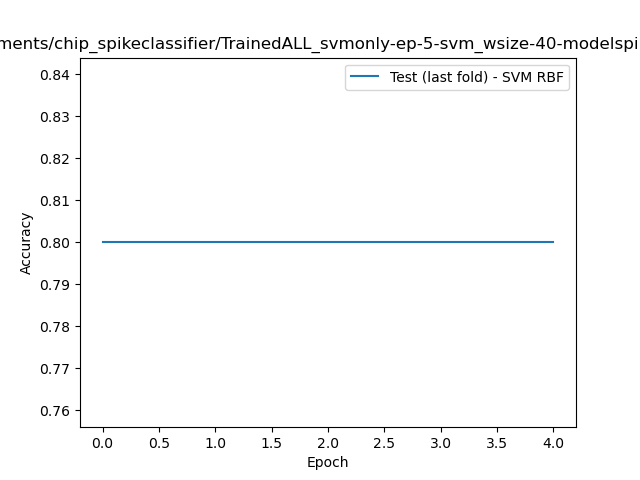 ments/chip_spikeclassifier/TrainedALL_svmonly-ep-5-svm_wsize-40-modelspi
Test (last fold) - SVM RBF
0.84
0.83
0.82
0.81
0.80
0.79
0.78
0.77
0.76
Accuracy
0.0 0.5 1.0 1.5 2.0 2.5 3.0 3.5 4.0
Epoch